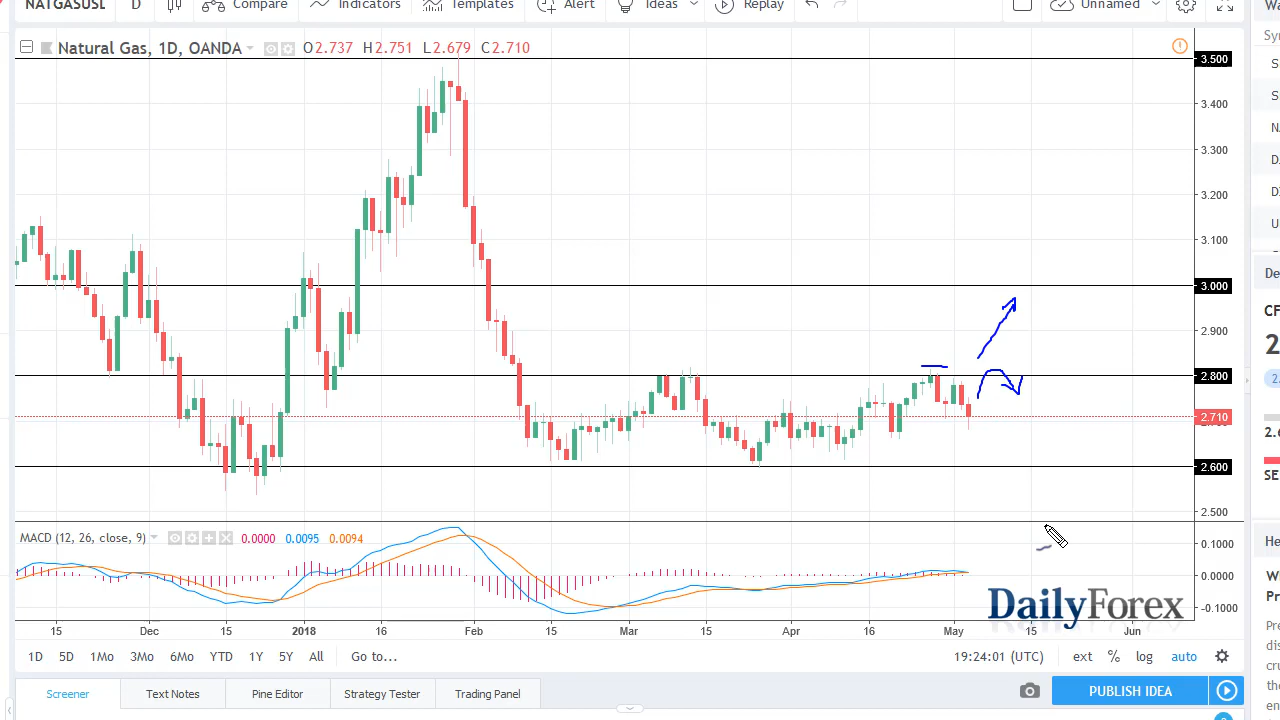 NATGASUSL D Compare Indicators Templates Alert Ideas Replay Unnamed
Natural Gas, 1D, OANDA O2.737 H2.751 L2.679 C2.710
3.500
3.400
3.300
3.200
3.100
3.000
2.900
2.800
2.710
2.600
2.500
MACD (12, 26, close, 9) 0.0000 0.0095 0.0094
0.1000
0.0000
-0.1000
DailyForex
15 Dec 15 2018 16 Feb 15 Mar 15 Apr 16 May 15 Jun
1D 5D 1Mo 3Mo 6Mo YTD 1Y 5Y All Go to... 19:24:01 (UTC) ext % log auto
Screener Text Notes Pine Editor Strategy Tester Trading Panel PUBLISH IDEA